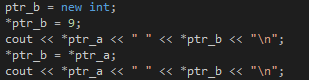 ptr_b = new int;
*ptr_b = 9;
cout << *ptr_a << " " << *ptr_b << "\n";
*ptr_b = *ptr_a;
cout << *ptr_a << " " << *ptr_b << "\n";